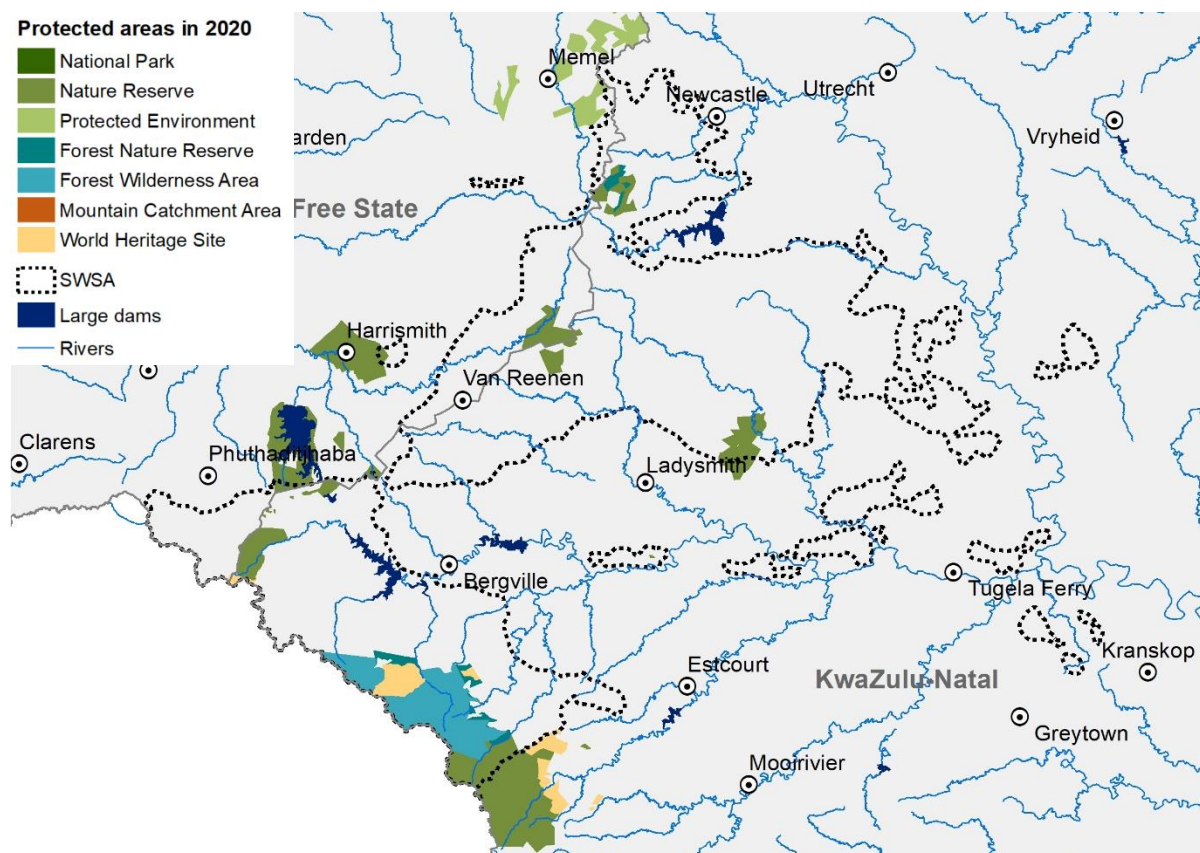 Protected areas in 2020
National Park
Nature Reserve
Protected Environment
Forest Nature Reserve
Forest Wilderness Area
Mountain Catchment Area
World Heritage Site
SWSA
Large dams
Rivers
Memel
Newcastle
Utrecht
Vryheid
arden
Free State
Harrismith
Van Reenen
Clarens
Phuthaditjhaba
Ladysmith
Bergville
Tugela Ferry
Kranskop
Estcourt
KwaZulu-Natal
Greytown
Mooirivier